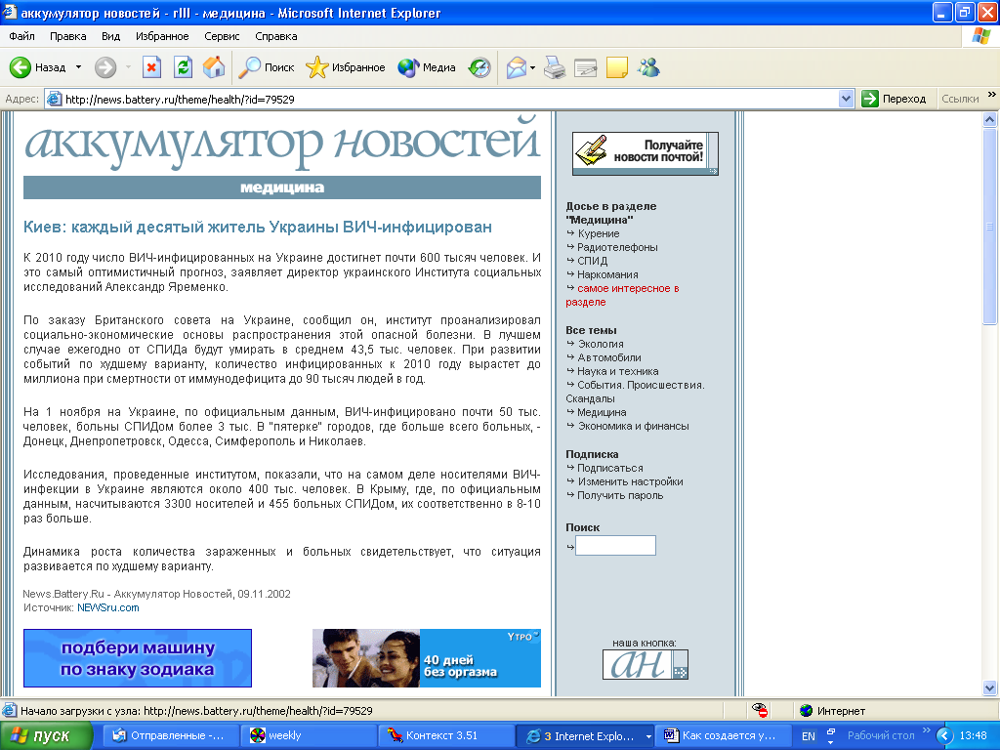 аккумулятор новостей - rIII - медицина - Microsoft Internet Explorer
Файл Правка Вид Избранное Сервис Справка
Назад Поиск Избранное Медиа
Адрес: http://news.battery.ru/theme/health/?id=79529 Переход Ссылки »
аккумулятор новостей
медицина
Киев: каждый десятый житель Украины ВИЧ-инфицирован
К 2010 году число ВИЧ-инфицированных на Украине достигнет почти 600 тысяч человек. И
это самый оптимистичный прогноз, заявляет директор украинского Института социальных
исследований Александр Яременко.
По заказу Британского совета на Украине, сообщил он, институт проанализировал
социально-экономические основы распространения этой опасной болезни. В лучшем
случае ежегодно от СПИДа будут умирать в среднем 43,5 тыс. человек. При развитии
событий по худшему варианту, количество инфицированных к 2010 году вырастет до
миллиона при смертности от иммунодефицита до 90 тысяч людей в год.
На 1 ноября на Украине, по официальным данным, ВИЧ-инфицировано почти 50 тыс.
человек, больны СПИДом более 3 тыс. В "пятерке" городов, где больше всего больных, -
Донецк, Днепропетровск, Одесса, Симферополь и Николаев.
Исследования, проведенные институтом, показали, что на самом деле носителями ВИЧ-
инфекции в Украине являются около 400 тыс. человек. В Крыму, где, по официальным
данным, насчитываются 3300 носителей и 455 больных СПИДом, их соответственно в 8-10
раз больше.
Динамика роста количества зараженных и больных свидетельствует, что ситуация
развивается по худшему варианту.
News.Battery.Ru - Аккумулятор Новостей, 09.11.2002
Источник: NEWSru.com
подбери машину
по знаку зодиака
Утро
40 дней
без оргазма
Получайте
новости почтой!
Досье в разделе
"Медицина"
Курение
Радиотелефоны
СПИД
Наркомания
самое интересное в
разделе
Все темы
Экология
Автомобили
Наука и техника
События. Происшествия.
Скандалы
Медицина
Экономика и финансы
Подписка
Подписаться
Изменить настройки
Получить пароль
Поиск
наша кнопка:
ан
Начало загрузки с узла: http://news.battery.ru/theme/health/?id=79529 Интернет
пуск Отправленные -... weekly Контекст 3.51 3 Internet Explo... Как создается у... EN Рабочий стол » 13:48